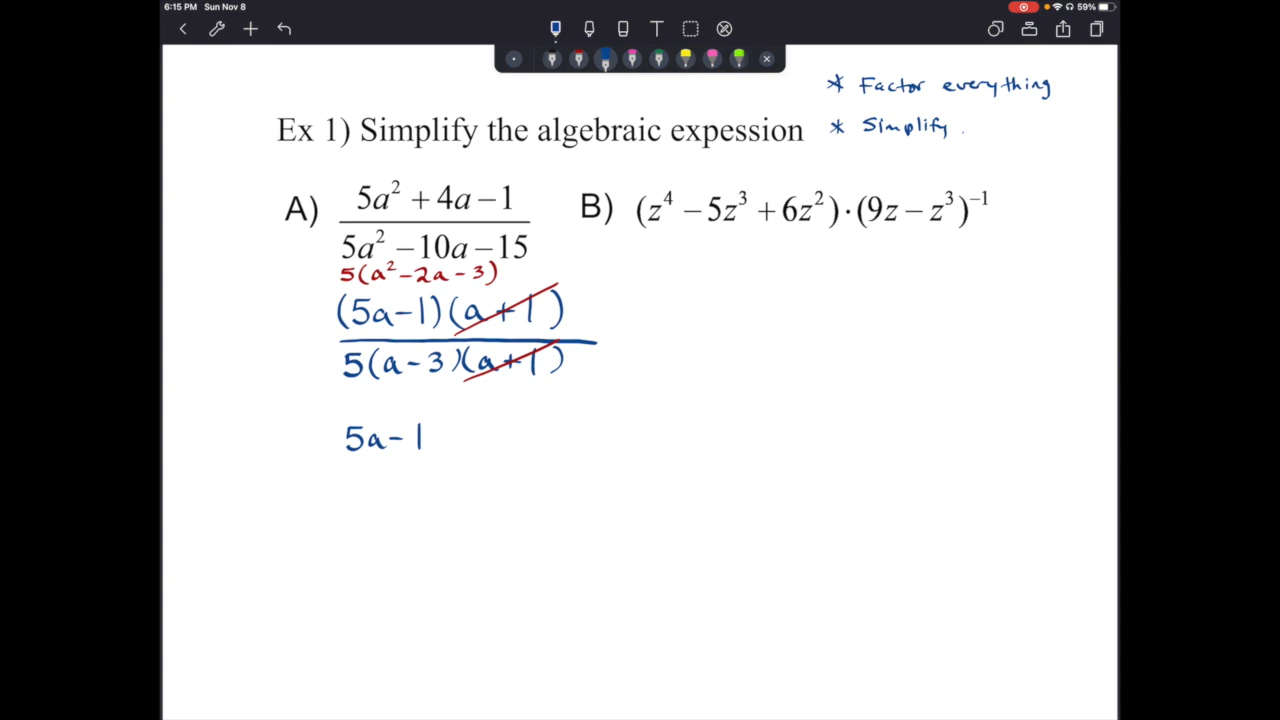 6:15 PM Sun Nov 8 59%
* Factor everything
Ex 1) Simplify the algebraic expession * Simplify .
A) (5a² + 4a − 1)/(5a² − 10a − 15) B) (z⁴ − 5z³ + 6z²)·(9z − z³)⁻¹
5(a² − 2a − 3)
(5a − 1)(a + 1)
5(a − 3)(a + 1)
5a − 1